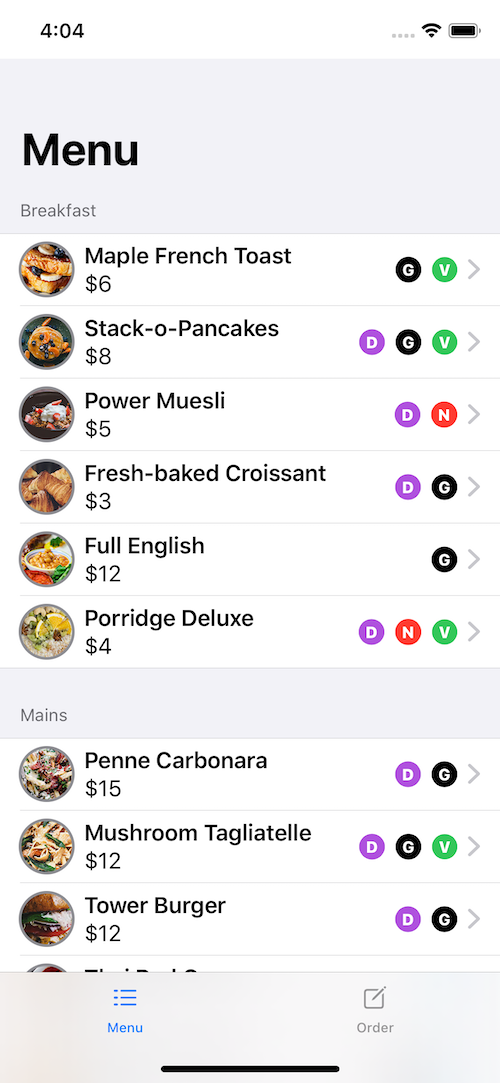 4:04
Menu
Breakfast
Maple French Toast
$6
G V
Stack-o-Pancakes
$8
D G V
Power Muesli
$5
D N
Fresh-baked Croissant
$3
D G
Full English
$12
G
Porridge Deluxe
$4
D N V
Mains
Penne Carbonara
$15
D G
Mushroom Tagliatelle
$12
D G V
Tower Burger
$12
D G
Menu
Order